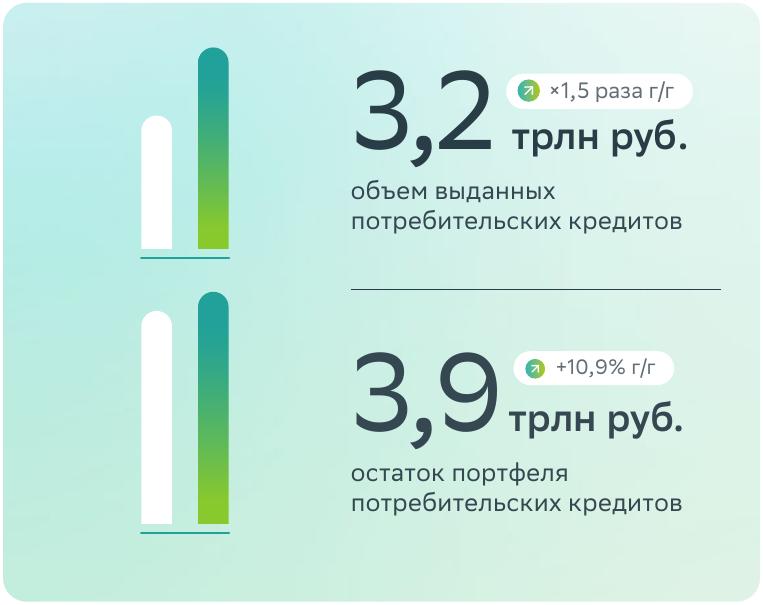 3,2
×1,5 раза г/г
трлн руб.
объем выданных
потребительских кредитов
3,9
+10,9% г/г
трлн руб.
остаток портфеля
потребительских кредитов